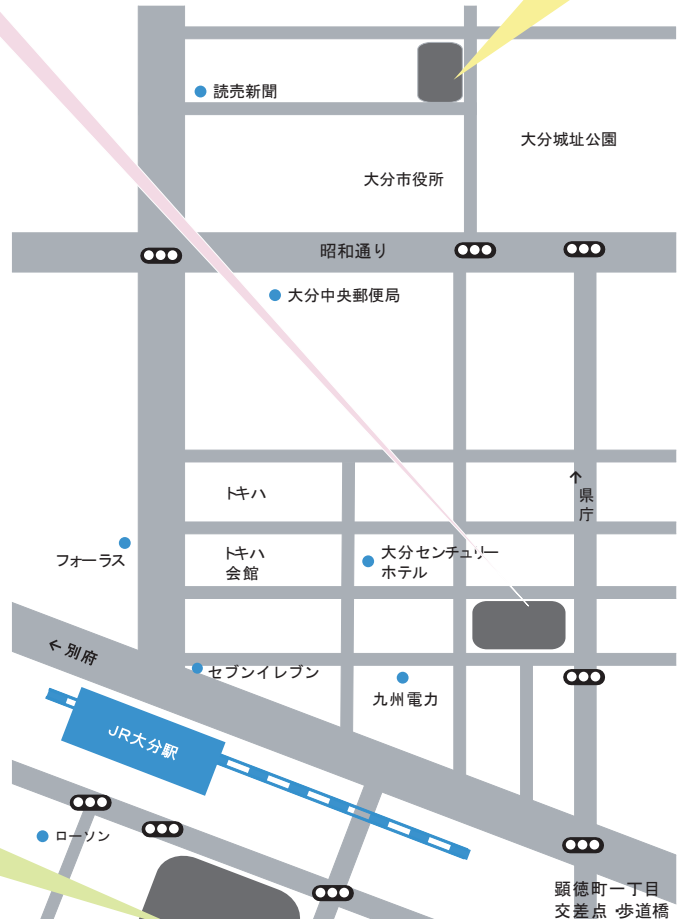 読売新聞
大分城址公園
大分市役所
昭和通り
大分中央郵便局
トキハ
↑
県庁
フォーラス
トキハ
会館
大分センチュリー
ホテル
←別府
セブンイレブン
九州電力
JR大分駅
ローソン
顕徳町一丁目
交差点・歩道橋